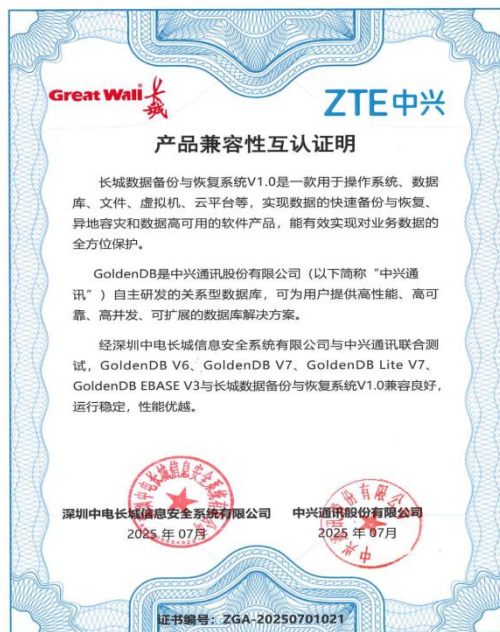 Great Wall 长城
ZTE中兴
产品兼容性互认证明
长城数据备份与恢复系统V1.0是一款用于操作系统、数据
库、文件、虚拟机、云平台等，实现数据的快速备份与恢复、
异地容灾和数据高可用的软件产品，能有效实现对业务数据的
全方位保护。
GoldenDB是中兴通讯股份有限公司（以下简称“中兴通
讯”）自主研发的关系型数据库，可为用户提供高性能、高可
靠、高并发、可扩展的数据库解决方案。
经深圳中电长城信息安全系统有限公司与中兴通讯联合测
试，GoldenDB V6、GoldenDB V7、GoldenDB Lite V7、
GoldenDB EBASE V3与长城数据备份与恢复系统V1.0兼容良好，
运行稳定，性能优越。
深圳中电长城信息安全系统有限公司
2025 年 07月
中兴通讯股份有限公司
2025 年 07月
证书编号：ZGA-20250701021